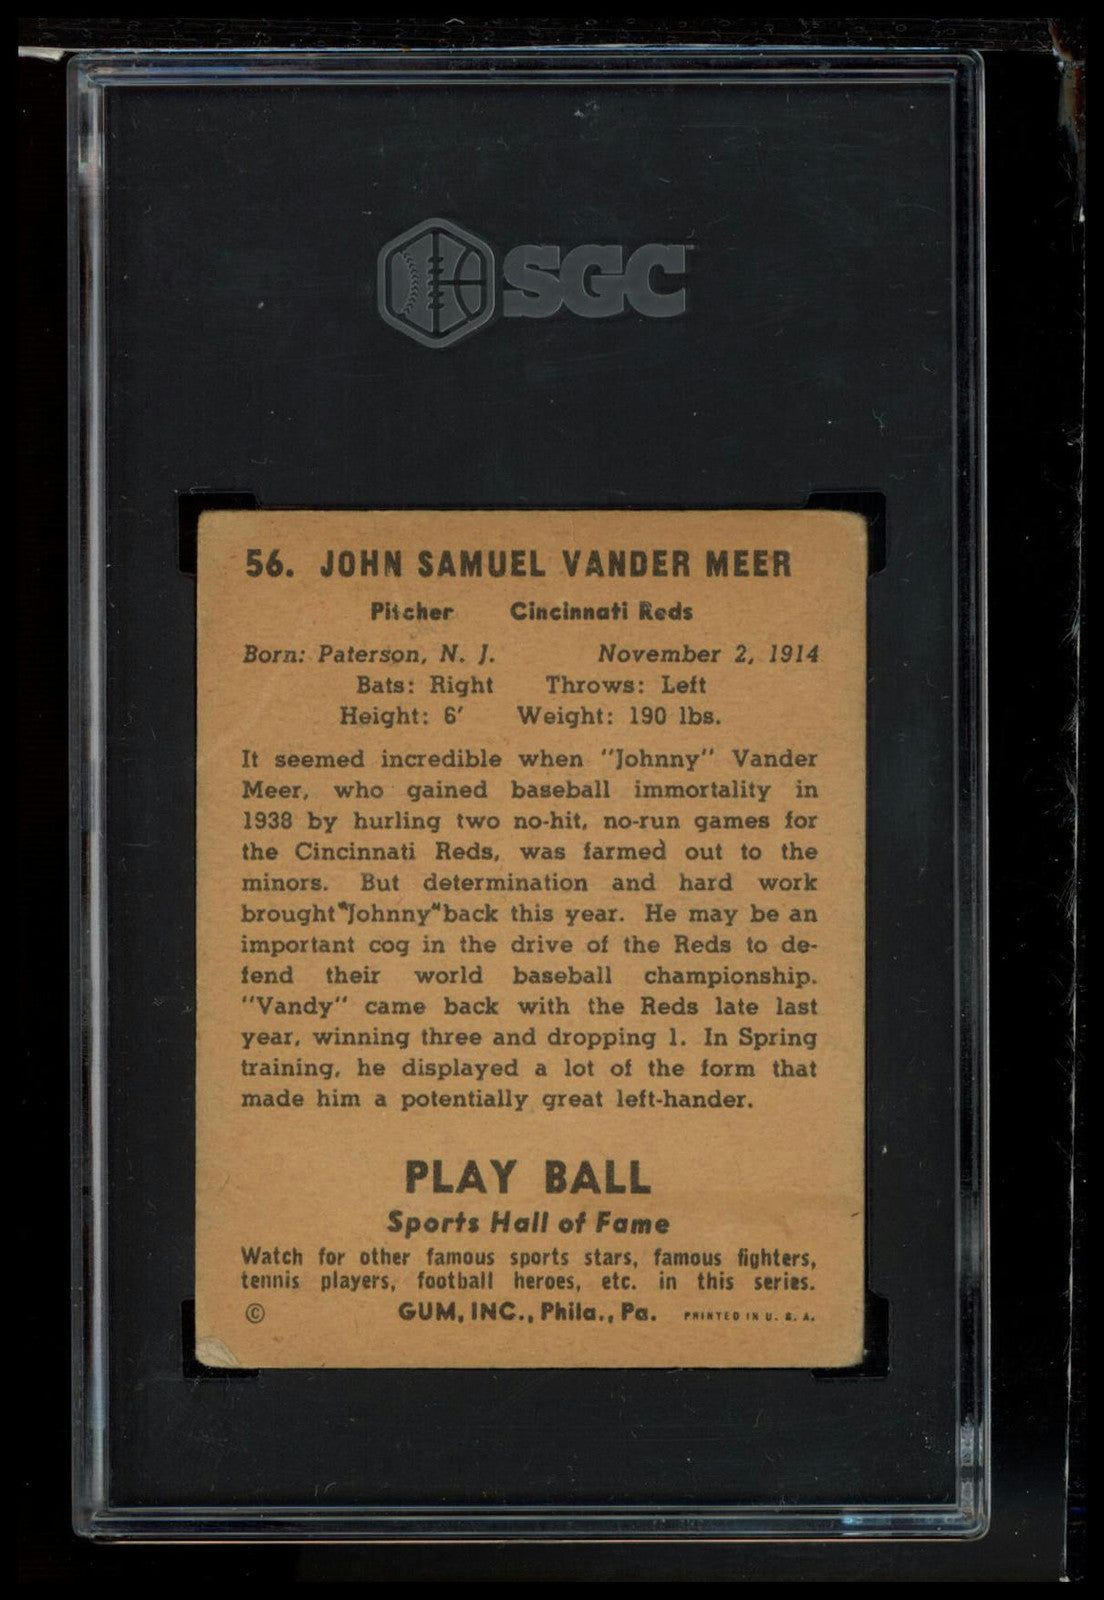 SGC
56. JOHN SAMUEL VANDER MEER
Pitcher Cincinnati Reds
Born: Paterson, N. J. November 2, 1914
Bats: Right Throws: Left
Height: 6′ Weight: 190 lbs.
It seemed incredible when "Johnny" Vander
Meer, who gained baseball immortality in
1938 by hurling two no-hit, no-run games for
the Cincinnati Reds, was farmed out to the
minors. But determination and hard work
brought "Johnny" back this year. He may be an
important cog in the drive of the Reds to de-
fend their world baseball championship.
"Vandy" came back with the Reds late last
year, winning three and dropping 1. In Spring
training, he displayed a lot of the form that
made him a potentially great left-hander.
PLAY BALL
Sports Hall of Fame
Watch for other famous sports stars, famous fighters,
tennis players, football heroes, etc. in this series.
© GUM, INC., Phila., Pa. PRINTED IN U. S. A.